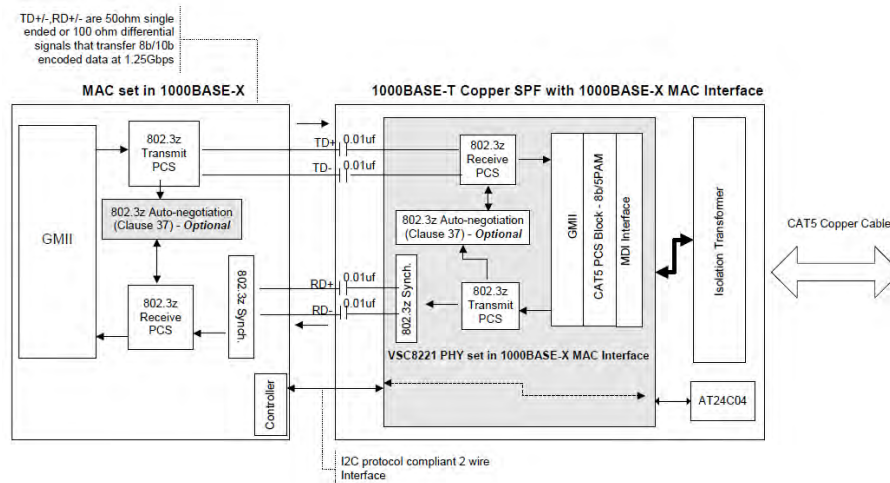 TD+/-,RD+/- are 50ohm single
ended or 100 ohm differential
signals that transfer 8b/10b
encoded data at 1.25Gbps
MAC set in 1000BASE-X
1000BASE-T Copper SPF with 1000BASE-X MAC Interface
GMII
802.3z
Transmit
PCS
802.3z Auto-negotiation
(Clause 37) - Optional
802.3z
Receive
PCS
802.3z Synch.
Controller
TD+
0.01uf
TD-
0.01uf
RD+
0.01uf
RD-
0.01uf
802.3z
Receive
PCS
802.3z Auto-negotiation
(Clause 37) - Optional
802.3z Synch.
802.3z
Transmit
PCS
GMII
CAT5 PCS Block - 8b/5PAM
MDI Interface
VSC8221 PHY set in 1000BASE-X MAC Interface
Isolation Transformer
AT24C04
CAT5 Copper Cable
I2C protocol compliant 2 wire
Interface